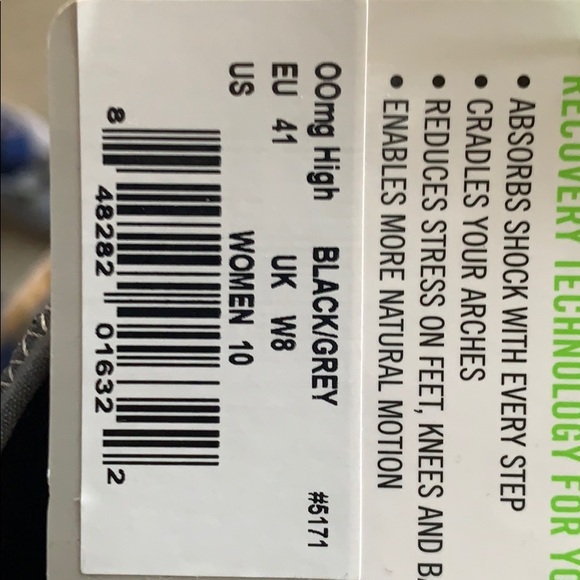 RECOVERY TECHNOLOGY FOR
• ABSORBS SHOCK WITH EVERY STEP
• CRADLES YOUR ARCHES
• REDUCES STRESS ON FEET, KNEES AND
• ENABLES MORE NATURAL MOTION
#5171
OOmg High BLACK/GREY
EU 41 UK W8
US WOMEN 10
8 48282 01632 2